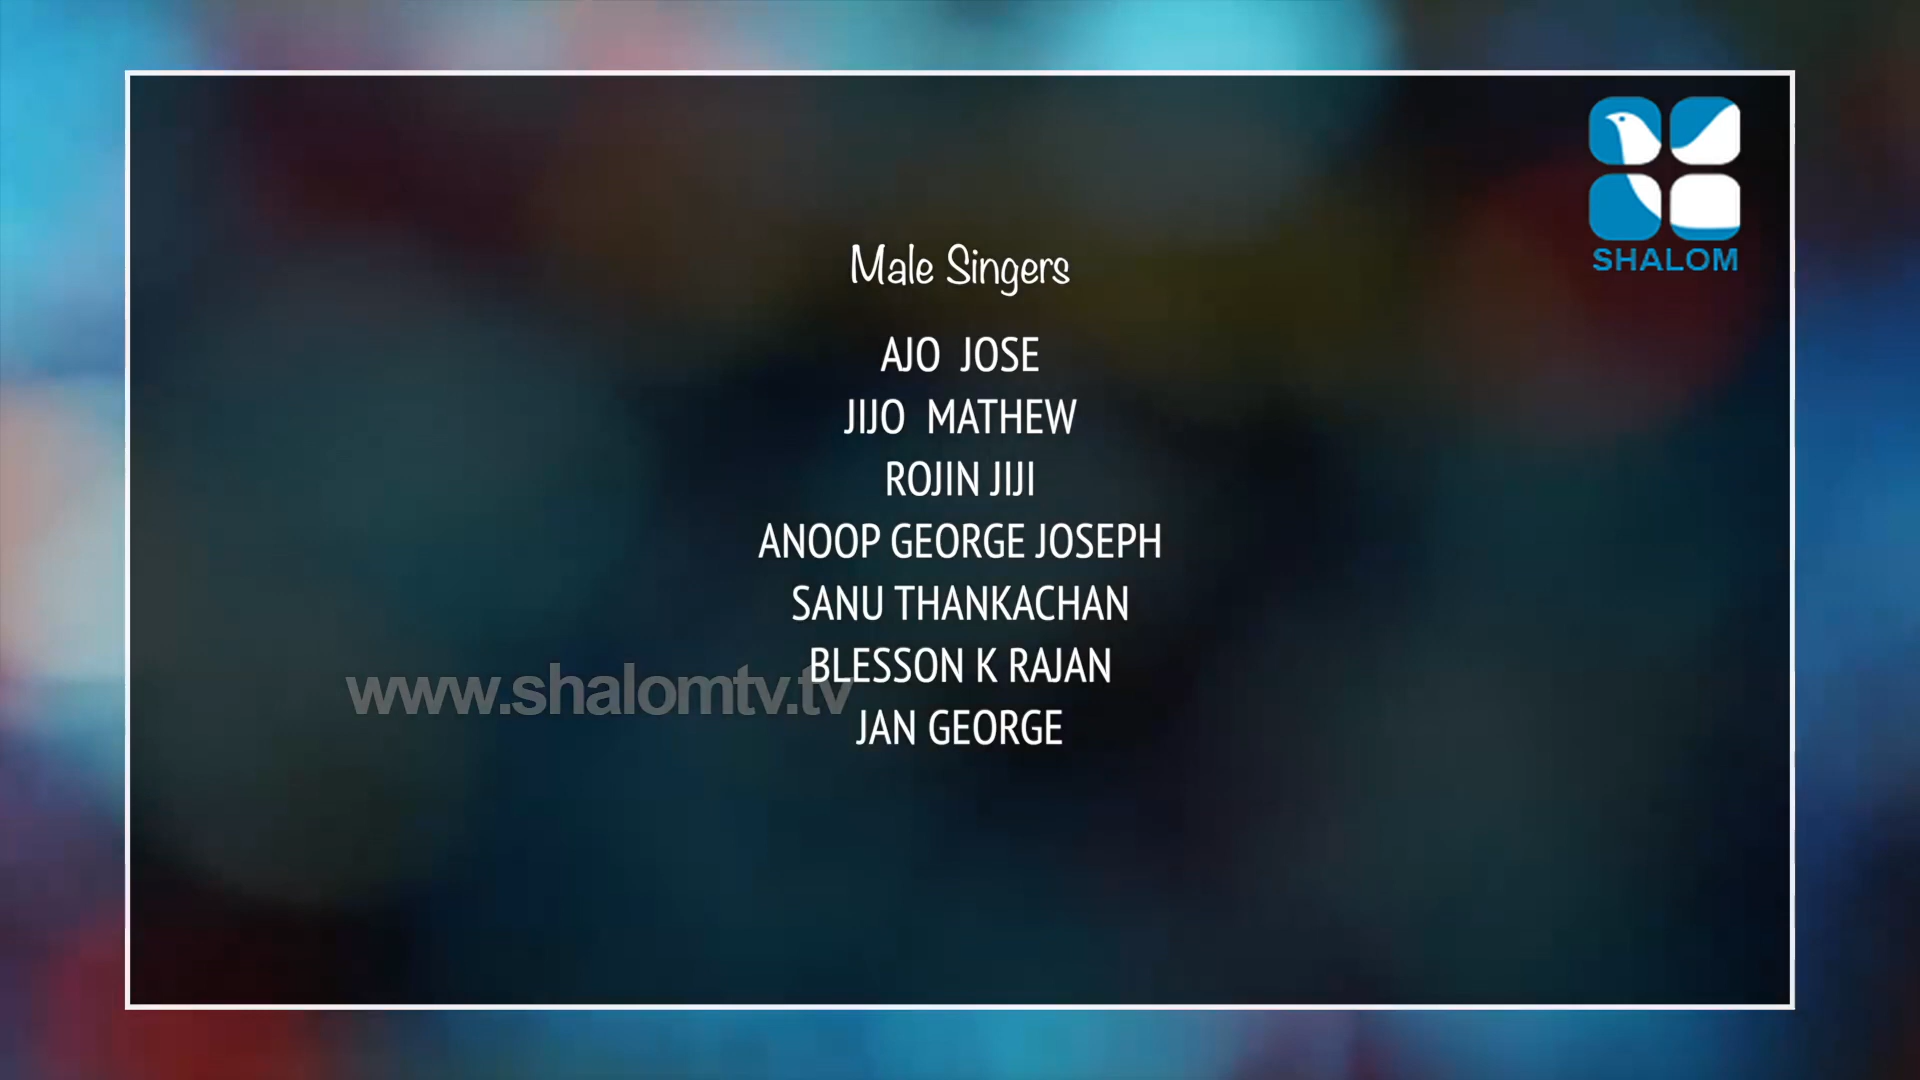 SHALOM
Male Singers
AJO JOSE
JIJO MATHEW
ROJIN JIJI
ANOOP GEORGE JOSEPH
SANU THANKACHAN
BLESSON K RAJAN
www.shalomtv.tv
JAN GEORGE